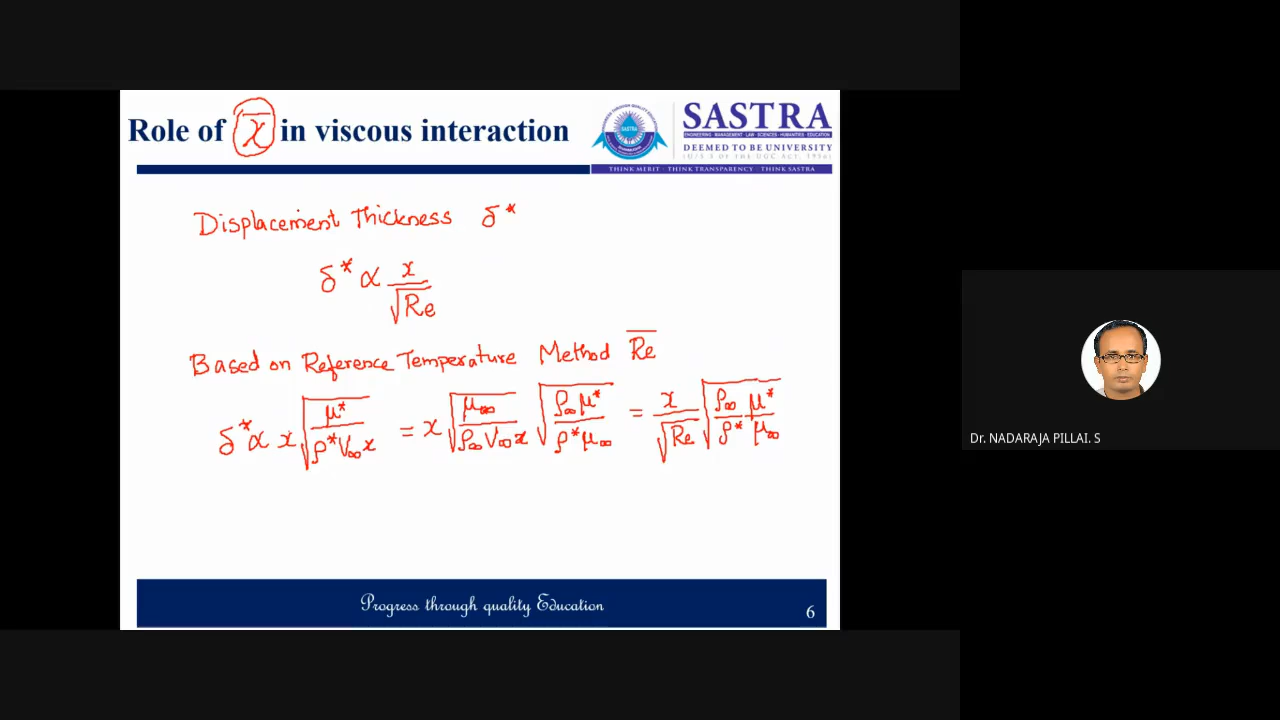 Role of χ̅ in viscous interaction
SASTRA
ENGINEERING · MANAGEMENT · LAW · SCIENCES · HUMANITIES · EDUCATION
DEEMED TO BE UNIVERSITY
(U/S 3 OF THE UGC ACT, 1956)
THINK MERIT · THINK TRANSPARENCY · THINK SASTRA
Displacement Thickness δ*
δ* ∝ x/√Re
Based on Reference Temperature Method R̅e̅
δ* ∝ x √(μ*/(ρ* V∞ x)) = x √(μ∞/(ρ∞ V∞ x)) √(ρ∞ μ*/(ρ* μ∞)) = x/√Re √(ρ∞/ρ* μ*/μ∞)
Progress through quality Education
6
Dr. NADARAJA PILLAI. S